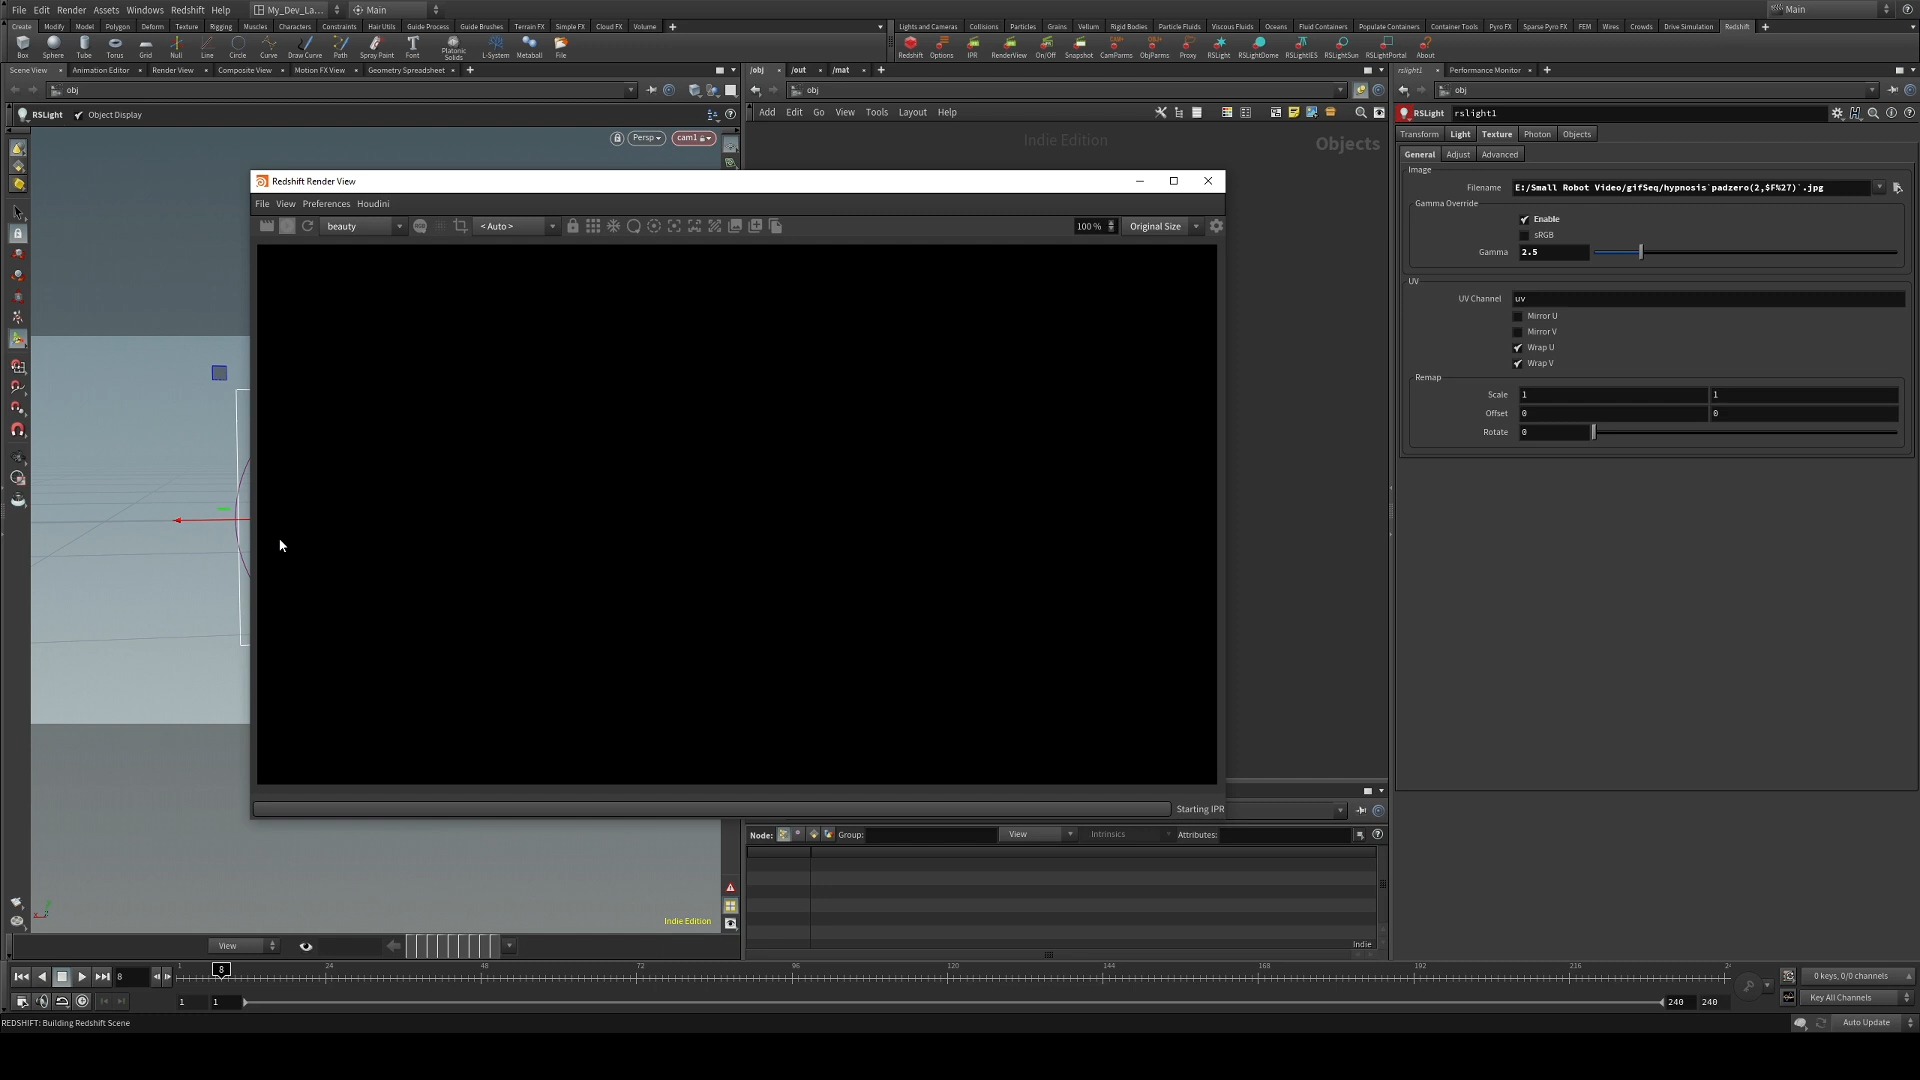 File Edit Render Assets Windows Redshift Help My_Dev_La... Main Main
Create Modify Model Polygon Deform Texture Rigging Muscles Characters Constraints Hair Utils Guide Process Guide Brushes Terrain FX Simple FX Cloud FX Volume
Lights and Cameras Collisions Particles Grains Vellum Rigid Bodies Particle Fluids Viscous Fluids Oceans Fluid Containers Populate Containers Container Tools Pyro FX Sparse Pyro FX FEM Wires Crowds Drive Simulation Redshift
Box Sphere Tube Torus Grid Null Line Circle Curve Draw Curve Path Spray Paint Font Platonic Solids L-System Metaball File
Redshift Options IPR RenderView On/Off Snapshot CamParms ObjParms Proxy RSLight RSLightDome RSLightIES RSLightSun RSLightPortal About
Scene View Animation Editor Render View Composite View Motion FX View Geometry Spreadsheet
/obj /out /mat
rslight1 Performance Monitor
obj
obj
obj
RSLight Object Display
Add Edit Go View Tools Layout Help
RSLight rslight1
Persp cam1
Indie Edition Objects
Transform Light Texture Photon Objects
General Adjust Advanced
Image
Filename E:/Small Robot Video/gifSeq/hypnosis`padzero(2,$F%27)`.jpg
Gamma Override
Enable
sRGB
Gamma 2.5
UV
UV Channel uv
Mirror U
Mirror V
Wrap U
Wrap V
Remap
Scale 1 1
Offset 0 0
Rotate 0
Redshift Render View
File View Preferences Houdini
beauty < Auto > 100 % Original Size
Starting IPR
Node: Group: View Intrinsics Attributes:
Indie Edition
Indie
View
8 1 8 24 48 72 96 120 144 168 192 216 2
0 keys, 0/0 channels
1 1 240 240
Key All Channels
REDSHIFT: Building Redshift Scene
Auto Update